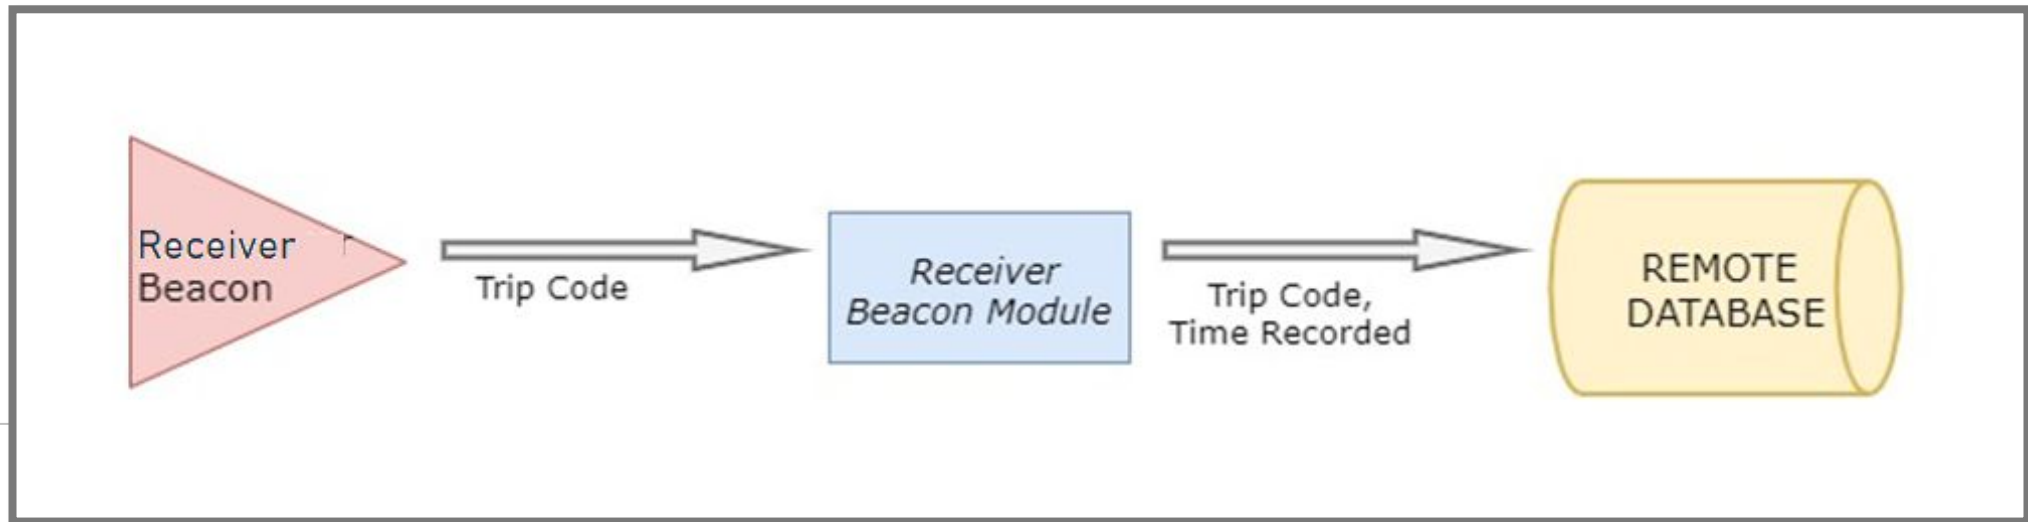 Receiver
Beacon
Trip Code
Receiver
Beacon Module
Trip Code,
Time Recorded
REMOTE
DATABASE